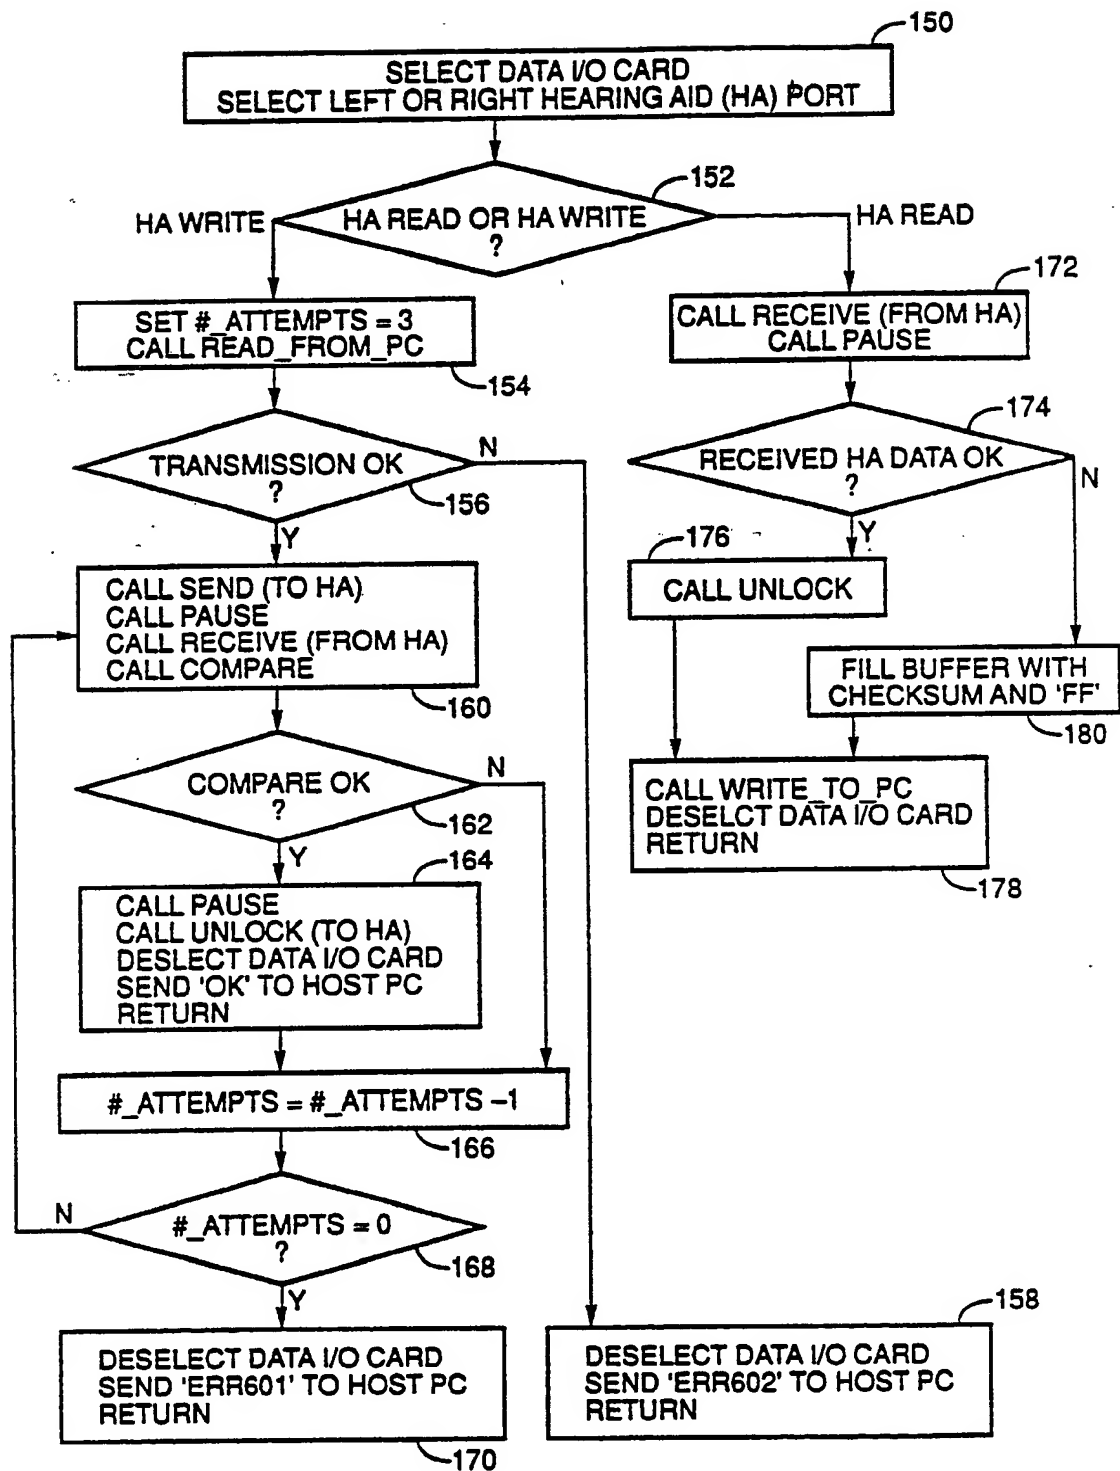 150
SELECT DATA I/O CARD
SELECT LEFT OR RIGHT HEARING AID (HA) PORT
152
HA WRITE
HA READ OR HA WRITE
?
HA READ
172
SET #_ATTEMPTS = 3
CALL READ_FROM_PC
154
CALL RECEIVE (FROM HA)
CALL PAUSE
174
TRANSMISSION OK
?
N
156
Y
RECEIVED HA DATA OK
?
N
Y
176
CALL UNLOCK
CALL SEND (TO HA)
CALL PAUSE
CALL RECEIVE (FROM HA)
CALL COMPARE
160
FILL BUFFER WITH
CHECKSUM AND 'FF'
180
COMPARE OK
?
N
162
Y
CALL WRITE_TO_PC
DESELCT DATA I/O CARD
RETURN
178
164
CALL PAUSE
CALL UNLOCK (TO HA)
DESLECT DATA I/O CARD
SEND 'OK' TO HOST PC
RETURN
#_ATTEMPTS = #_ATTEMPTS –1
166
N
#_ATTEMPTS = 0
?
168
Y
158
DESELECT DATA I/O CARD
SEND 'ERR601' TO HOST PC
RETURN
170
DESELECT DATA I/O CARD
SEND 'ERR602' TO HOST PC
RETURN